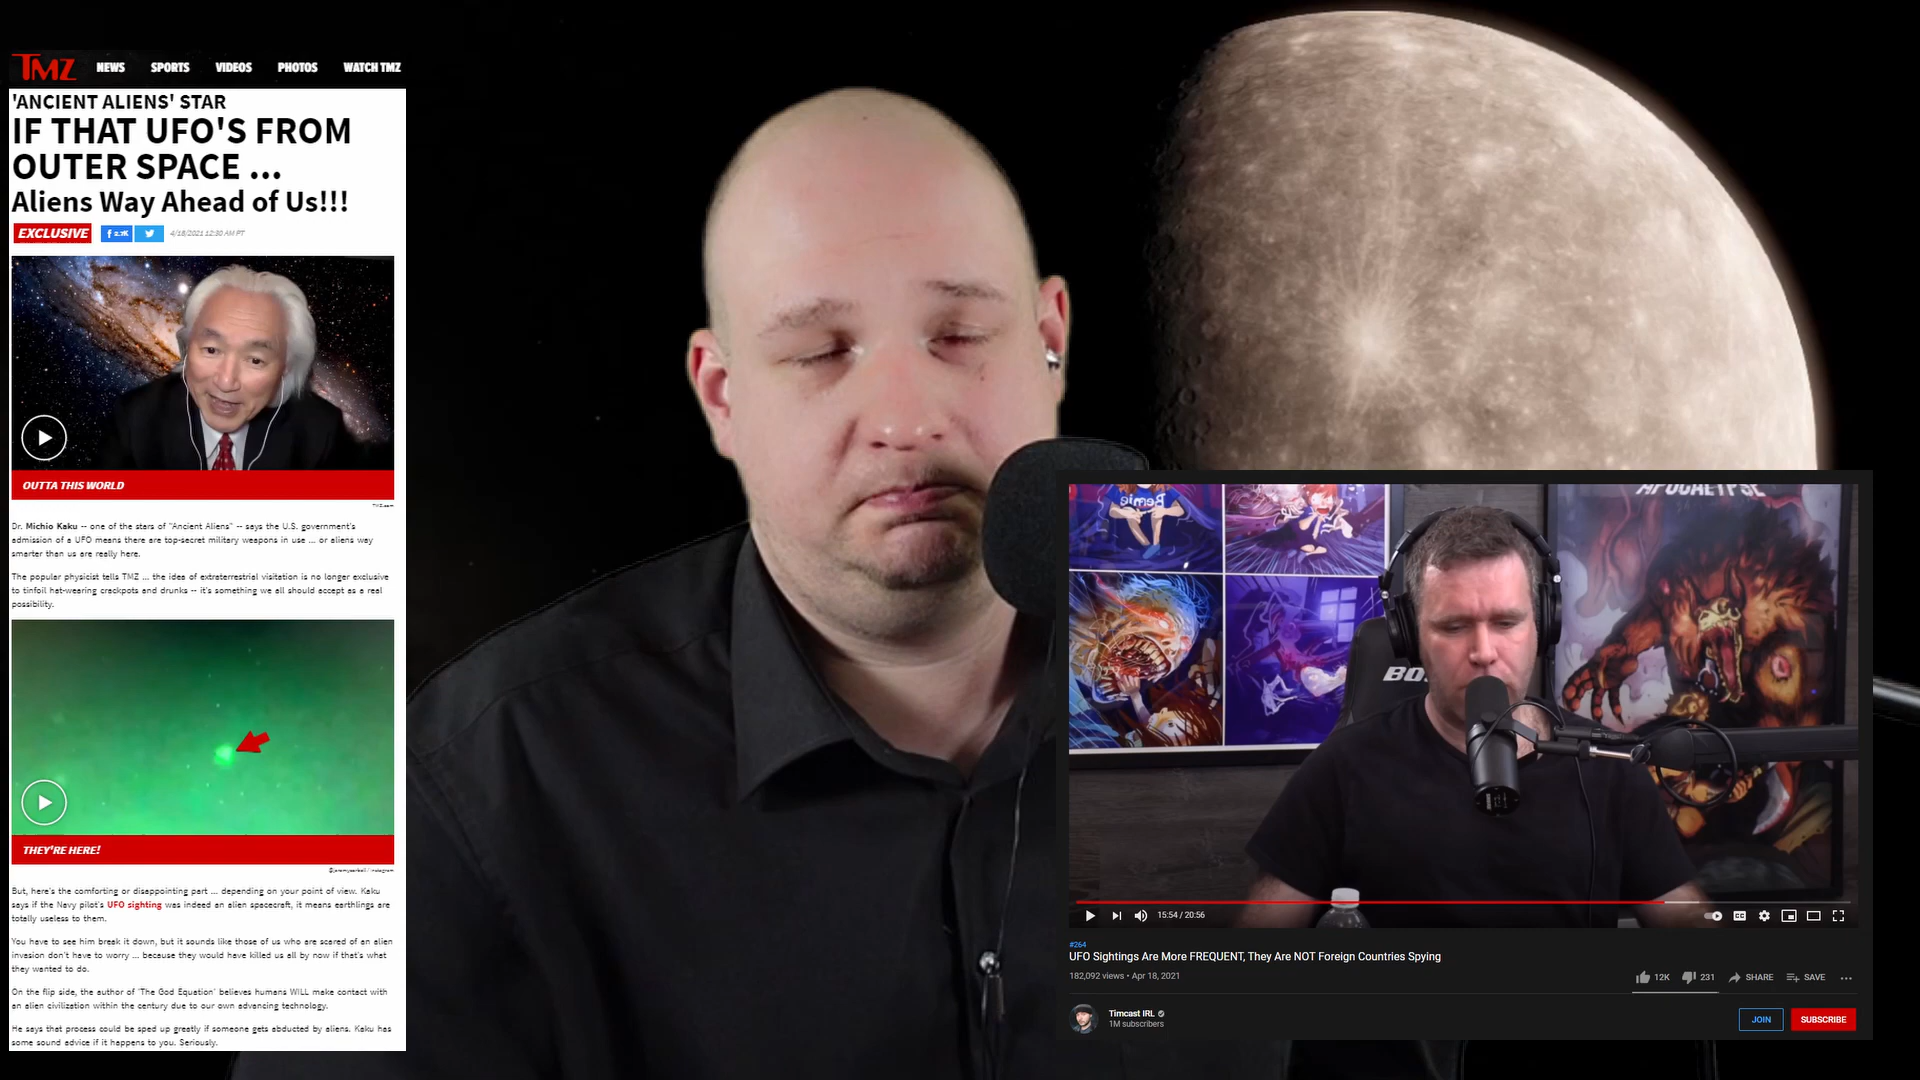 TMZ NEWS SPORTS VIDEOS PHOTOS WATCH TMZ
'ANCIENT ALIENS' STAR
IF THAT UFO'S FROM
OUTER SPACE ...
Aliens Way Ahead of Us!!!
EXCLUSIVE 2.7K 4/18/2021 12:30 AM PT
OUTTA THIS WORLD
TMZ.com
Dr. Michio Kaku -- one of the stars of "Ancient Aliens" -- says the U.S. government's
admission of a UFO means there are top-secret military weapons in use ... or aliens way
smarter than us are really here.
The popular physicist tells TMZ ... the idea of extraterrestrial visitation is no longer exclusive
to tinfoil hat-wearing crackpots and drunks -- it's something we all should accept as a real
possibility.
THEY'RE HERE!
But, here's the comforting or disappointing part ... depending on your point of view. Kaku
says if the Navy pilot's UFO sighting was indeed an alien spacecraft, it means earthlings are
totally useless to them.
You have to see him break it down, but it sounds like those of us who are scared of an alien
invasion don't have to worry ... because they would have killed us all by now if that's what
they wanted to do.
On the flip side, the author of 'The God Equation' believes humans WILL make contact with
an alien civilization within the century due to our own advancing technology.
He says that process could be sped up greatly if someone gets abducted by aliens. Kaku has
some sound advice if it happens to you. Seriously.
APOCALYPSE
15:54 / 20:56
#264
UFO Sightings Are More FREQUENT, They Are NOT Foreign Countries Spying
182,092 views • Apr 18, 2021
12K 231 SHARE SAVE
Timcast IRL
1M subscribers
JOIN SUBSCRIBE